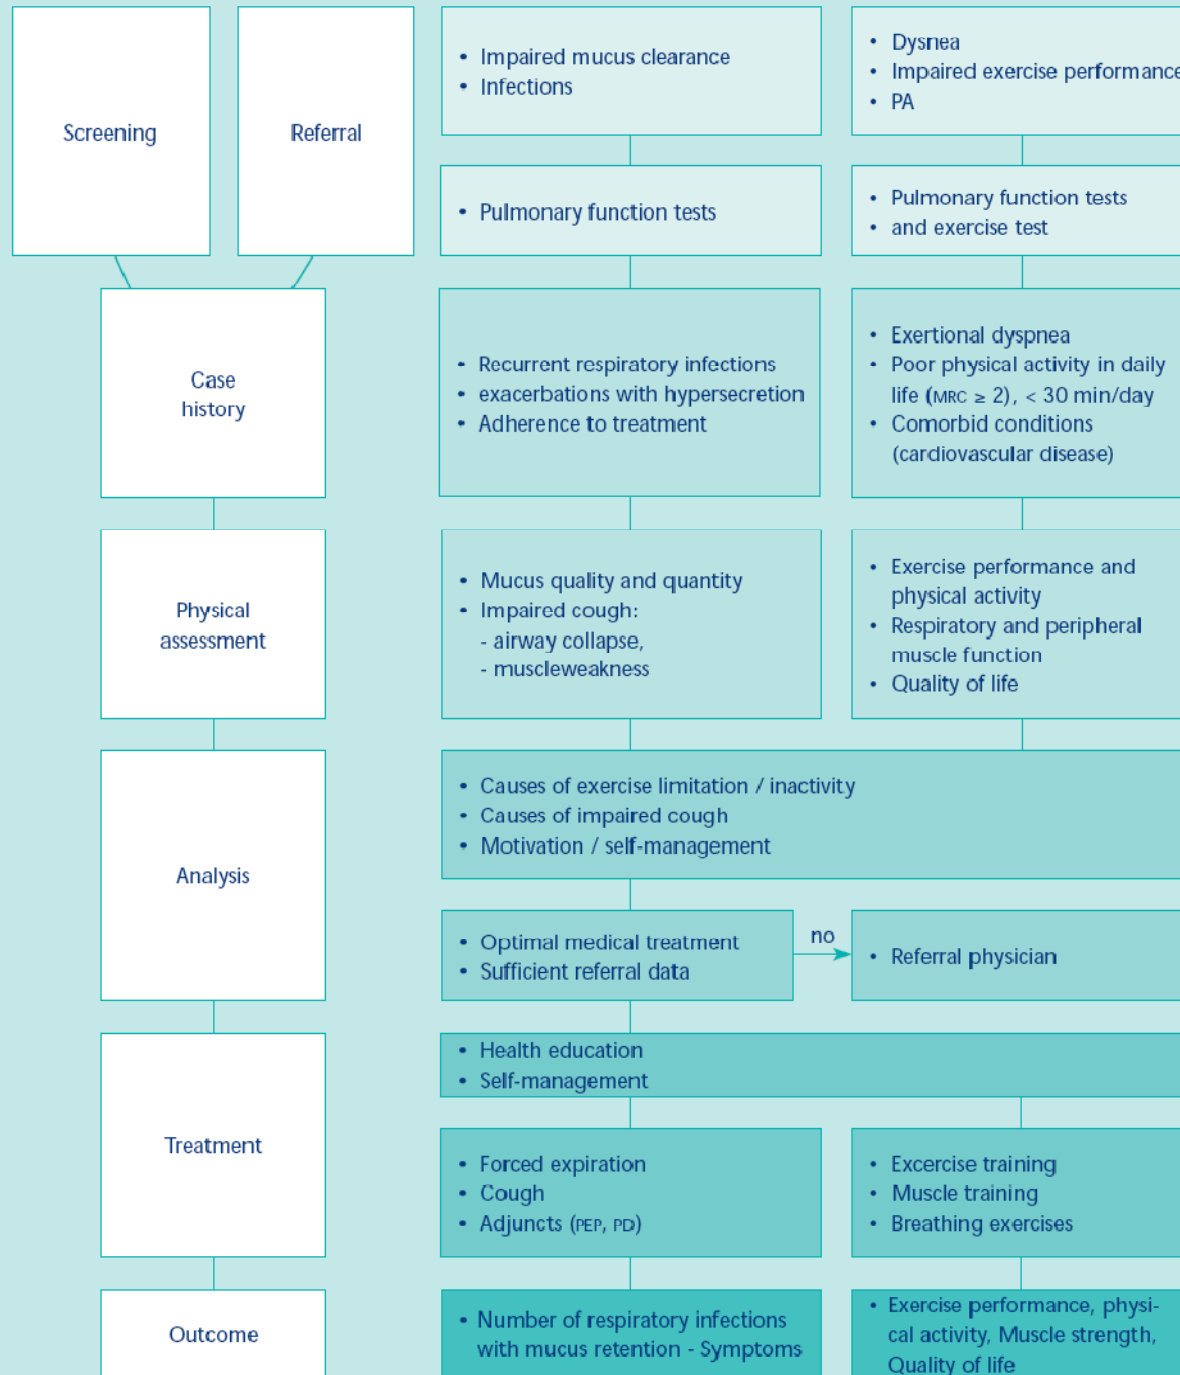 Screening
Referral
• Impaired mucus clearance
• Infections
• Dysnea
• Impaired exercise performance
• PA
• Pulmonary function tests
• Pulmonary function tests
• and exercise test
Case
history
• Recurrent respiratory infections
• exacerbations with hypersecretion
• Adherence to treatment
• Exertional dyspnea
• Poor physical activity in daily
life (MRC ≥ 2), < 30 min/day
• Comorbid conditions
(cardiovascular disease)
Physical
assessment
• Mucus quality and quantity
• Impaired cough:
- airway collapse,
- muscleweakness
• Exercise performance and
physical activity
• Respiratory and peripheral
muscle function
• Quality of life
Analysis
• Causes of exercise limitation / inactivity
• Causes of impaired cough
• Motivation / self-management
• Optimal medical treatment
• Sufficient referral data
no
• Referral physician
Treatment
• Health education
• Self-management
• Forced expiration
• Cough
• Adjuncts (PEP, PD)
• Excercise training
• Muscle training
• Breathing exercises
Outcome
• Number of respiratory infections
with mucus retention - Symptoms
• Exercise performance, physi-
cal activity, Muscle strength,
Quality of life